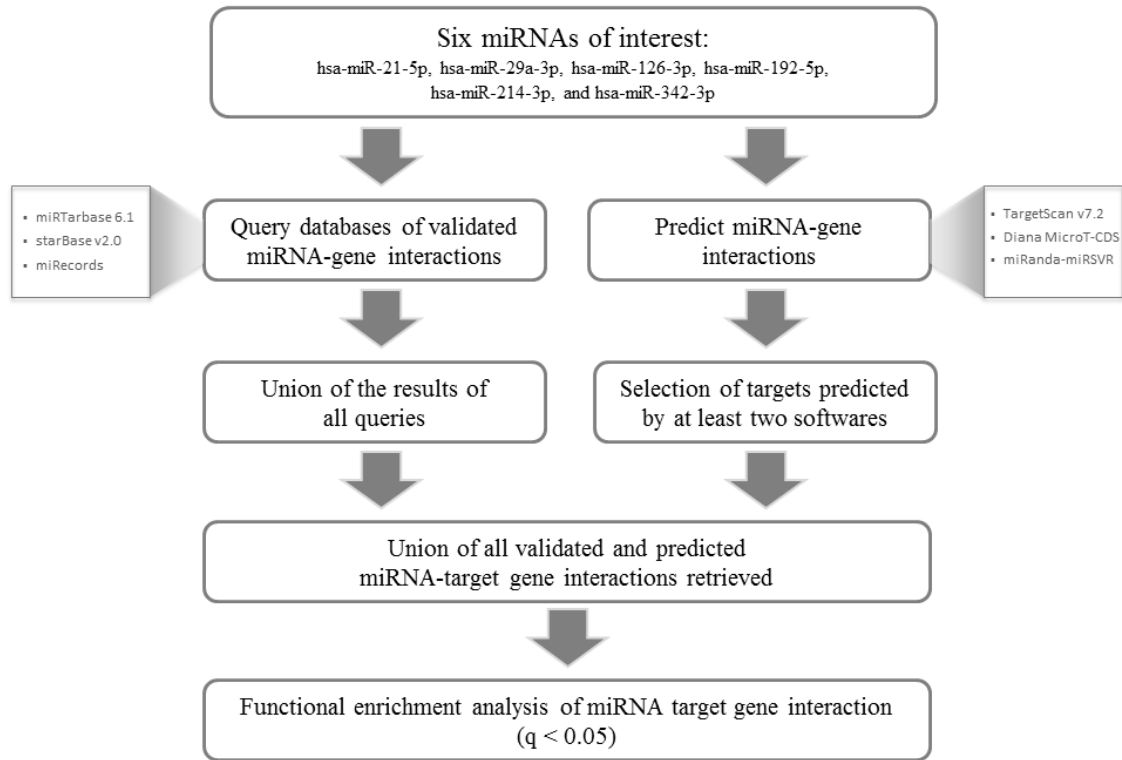 Six miRNAs of interest:
hsa-miR-21-5p, hsa-miR-29a-3p, hsa-miR-126-3p, hsa-miR-192-5p,
hsa-miR-214-3p, and hsa-miR-342-3p
▪ miRTarbase 6.1
▪ starBase v2.0
▪ miRecords
Query databases of validated
miRNA-gene interactions
Predict miRNA-gene
interactions
▪ TargetScan v7.2
▪ Diana MicroT-CDS
▪ miRanda-miRSVR
Union of the results of
all queries
Selection of targets predicted
by at least two softwares
Union of all validated and predicted
miRNA-target gene interactions retrieved
Functional enrichment analysis of miRNA target gene interaction
(q < 0.05)